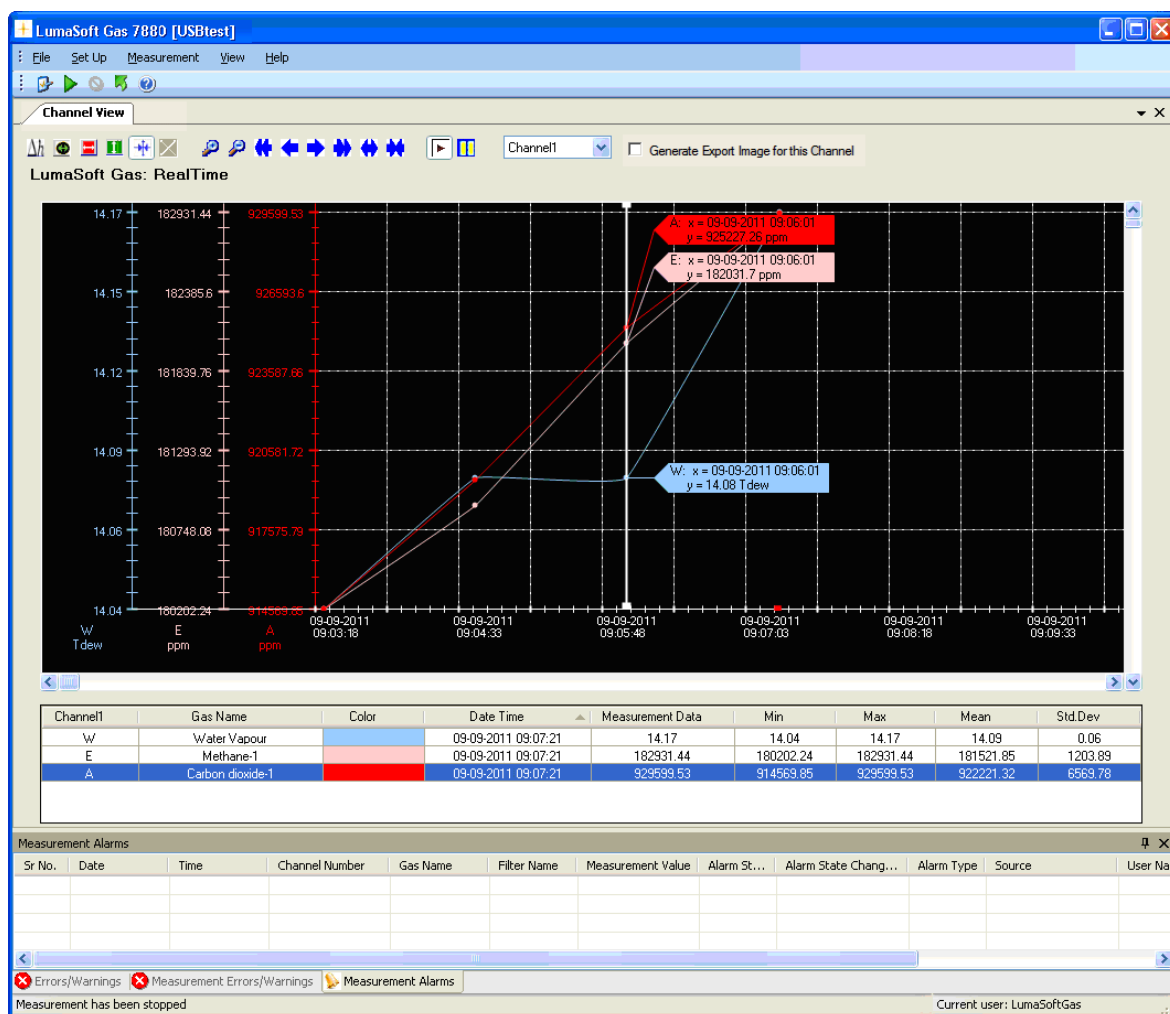 LumaSoft Gas 7880 [USBtest]
File Set Up Measurement View Help
Channel View
Δh Channel1 Generate Export Image for this Channel
LumaSoft Gas: RealTime
14.17 182931.44 929599.53
A: x = 09-09-2011 09:06:01
y = 925227.26 ppm
E: x = 09-09-2011 09:06:01
y = 182031.7 ppm
14.15 182385.6 926593.6
14.12 181839.76 923587.66
14.09 181293.92 920581.72
W: x = 09-09-2011 09:06:01
y = 14.08 Tdew
14.06 180748.08 917575.79
14.04 180202.24 914569.85
W E A
Tdew ppm ppm
09-09-2011 09-09-2011 09-09-2011 09-09-2011 09-09-2011 09-09-2011
09:03:18 09:04:33 09:05:48 09:07:03 09:08:18 09:09:33
Channel1 Gas Name Color Date Time Measurement Data Min Max Mean Std.Dev
W Water Vapour 09-09-2011 09:07:21 14.17 14.04 14.17 14.09 0.06
E Methane-1 09-09-2011 09:07:21 182931.44 180202.24 182931.44 181521.85 1203.89
A Carbon dioxide-1 09-09-2011 09:07:21 929599.53 914569.85 929599.53 922221.32 6569.78
Measurement Alarms
Sr No. Date Time Channel Number Gas Name Filter Name Measurement Value Alarm St... Alarm State Chang... Alarm Type Source User Na
Errors/Warnings Measurement Errors/Warnings Measurement Alarms
Measurement has been stopped Current user: LumaSoftGas